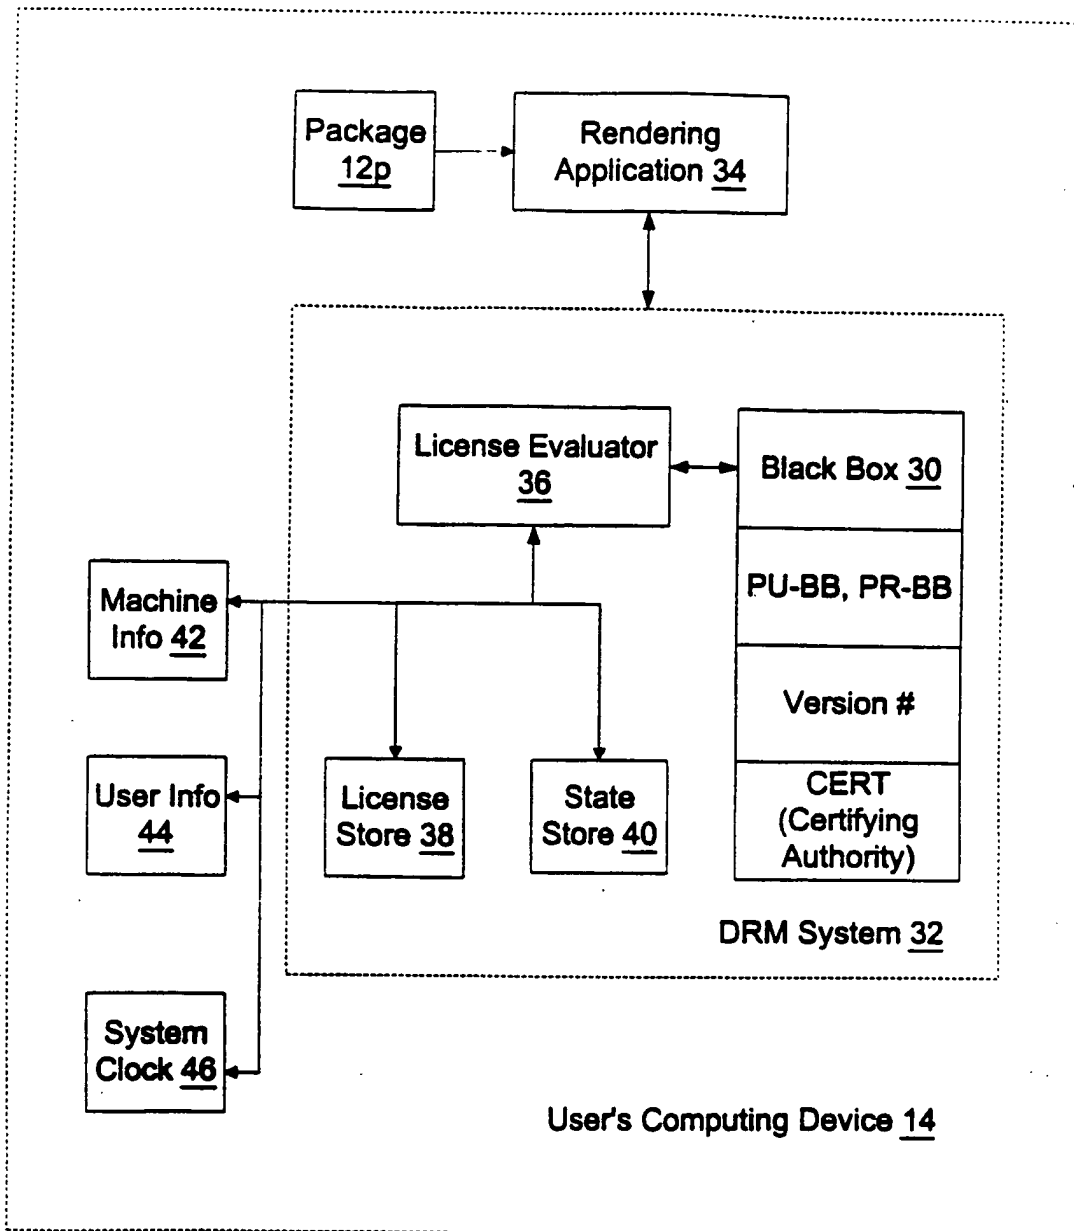 Package
12p
Rendering
Application 34
License Evaluator
36
Black Box 30
PU-BB, PR-BB
Version #
CERT
(Certifying
Authority)
Machine
Info 42
User Info
44
License
Store 38
State
Store 40
DRM System 32
System
Clock 46
User's Computing Device 14